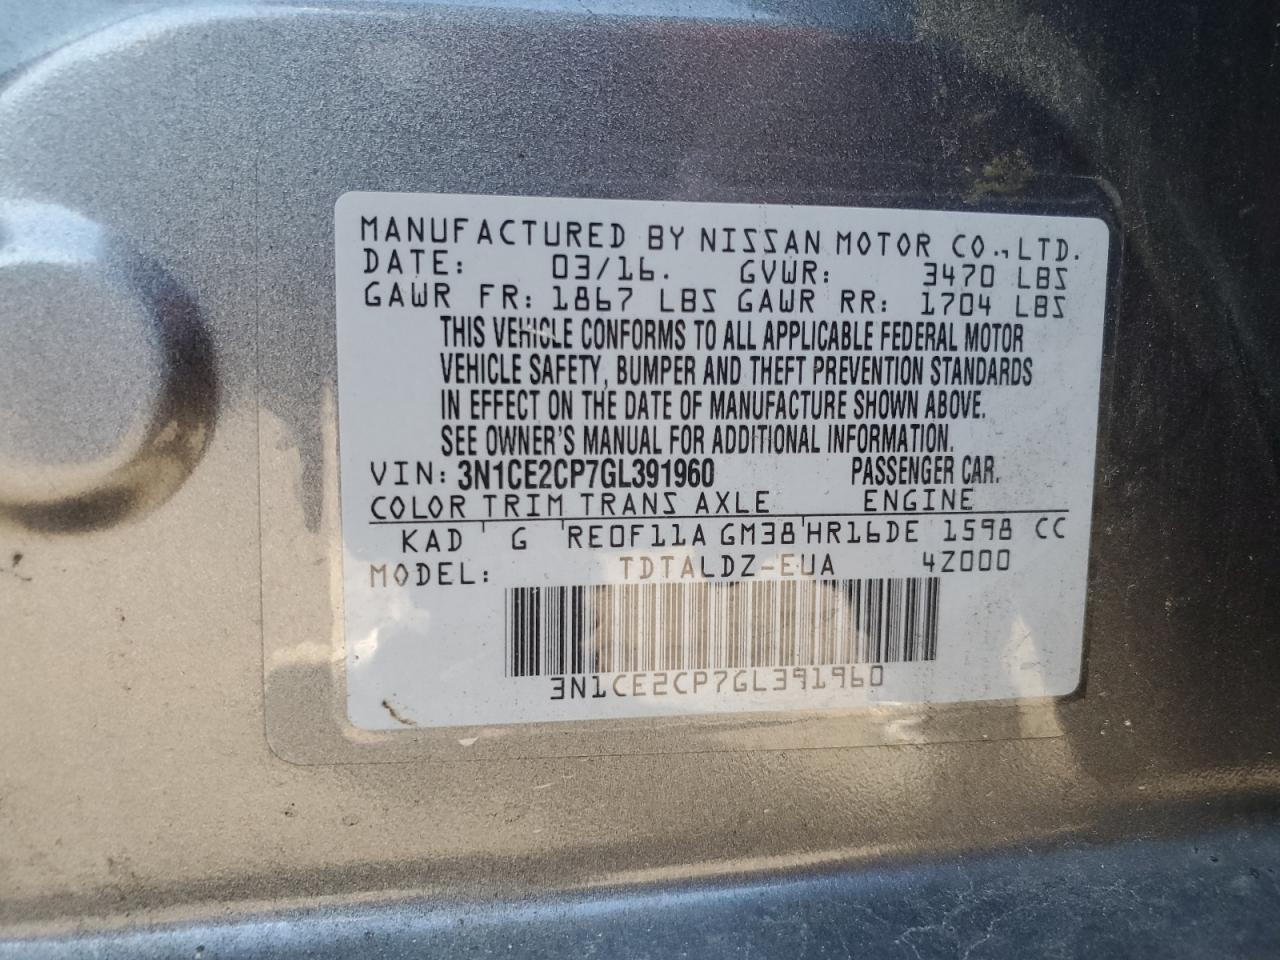 MANUFACTURED BY NISSAN MOTOR CO., LTD.
DATE: 03/16. GVWR: 3470 LBS
GAWR FR: 1867 LBS GAWR RR: 1704 LBS
THIS VEHICLE CONFORMS TO ALL APPLICABLE FEDERAL MOTOR
VEHICLE SAFETY, BUMPER AND THEFT PREVENTION STANDARDS
IN EFFECT ON THE DATE OF MANUFACTURE SHOWN ABOVE.
SEE OWNER'S MANUAL FOR ADDITIONAL INFORMATION.
VIN: 3N1CE2CP7GL391960 PASSENGER CAR.
COLOR TRIM TRANS AXLE ENGINE
KAD G RE0F11A GM38 HR16DE 1598 CC
MODEL: TDTALDZ-EUA 4Z000
3N1CE2CP7GL391960